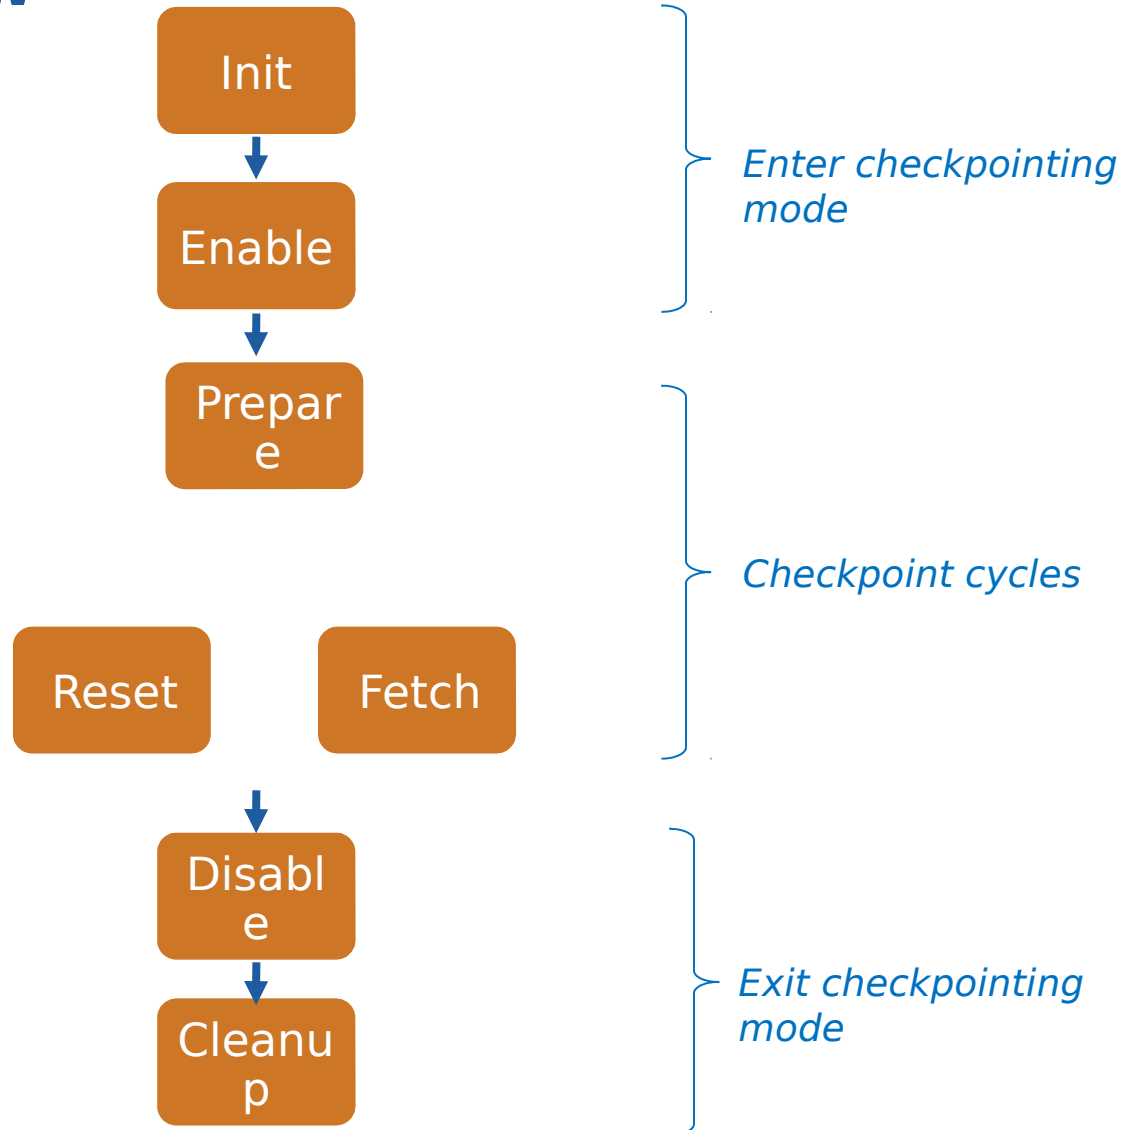 Init
Enable
Enter checkpointing
mode
Prepar
e
Checkpoint cycles
Reset
Fetch
Disabl
e
Cleanu
p
Exit checkpointing
mode